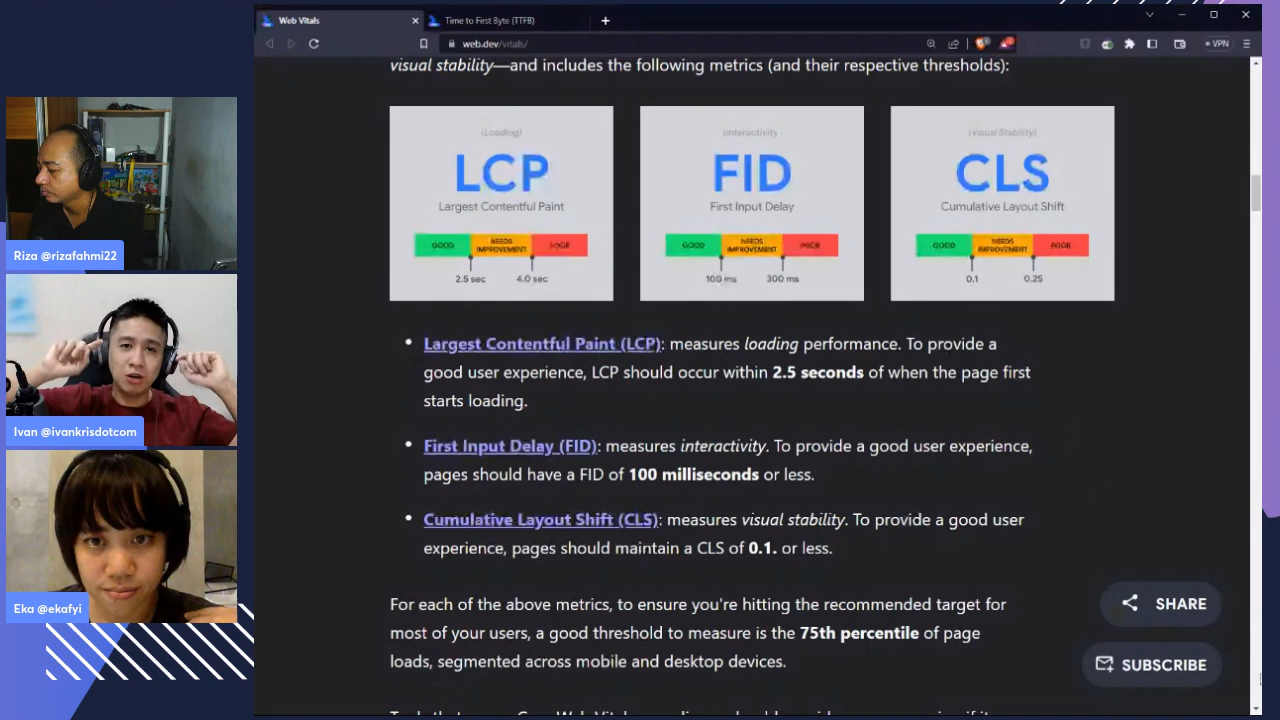 Web Vitals
Time to First Byte (TTFB)
web.dev/vitals/
VPN
visual stability—and includes the following metrics (and their respective thresholds):
(Loading)
LCP
Largest Contentful Paint
GOOD
NEEDS
IMPROVEMENT
POOR
2.5 sec
4.0 sec
(Interactivity)
FID
First Input Delay
GOOD
NEEDS
IMPROVEMENT
POOR
100 ms
300 ms
(Visual Stability)
CLS
Cumulative Layout Shift
GOOD
NEEDS
IMPROVEMENT
POOR
0.1
0.25
Largest Contentful Paint (LCP): measures loading performance. To provide a
good user experience, LCP should occur within 2.5 seconds of when the page first
starts loading.
First Input Delay (FID): measures interactivity. To provide a good user experience,
pages should have a FID of 100 milliseconds or less.
Cumulative Layout Shift (CLS): measures visual stability. To provide a good user
experience, pages should maintain a CLS of 0.1. or less.
For each of the above metrics, to ensure you're hitting the recommended target for
most of your users, a good threshold to measure is the 75th percentile of page
loads, segmented across mobile and desktop devices.
SHARE
SUBSCRIBE
Riza @rizafahmi22
Ivan @ivankrisdotcom
Eka @ekafyi